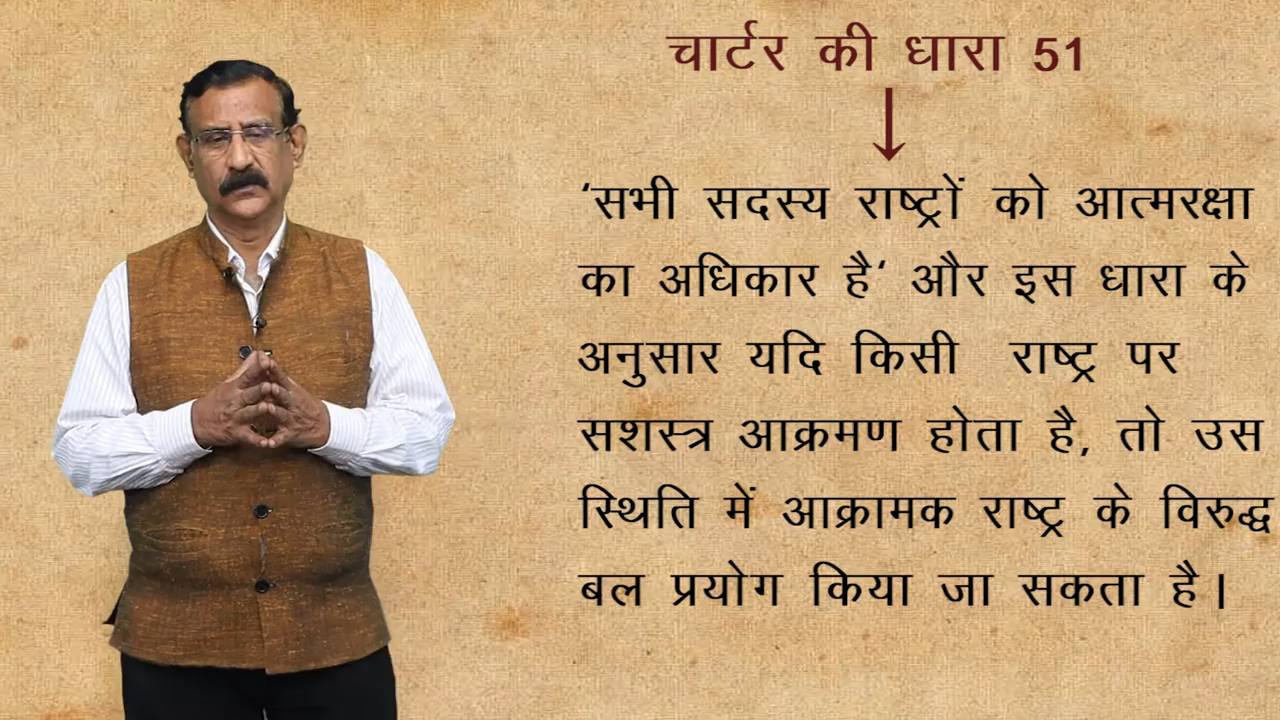 चार्टर की धारा 51
‘सभी सदस्य राष्ट्रों को आत्मरक्षा
का अधिकार है‘ और इस धारा के
अनुसार यदि किसी राष्ट्र पर
सशस्त्र आक्रमण होता है, तो उस
स्थिति में आक्रामक राष्ट्र के विरुद्ध
बल प्रयोग किया जा सकता है।